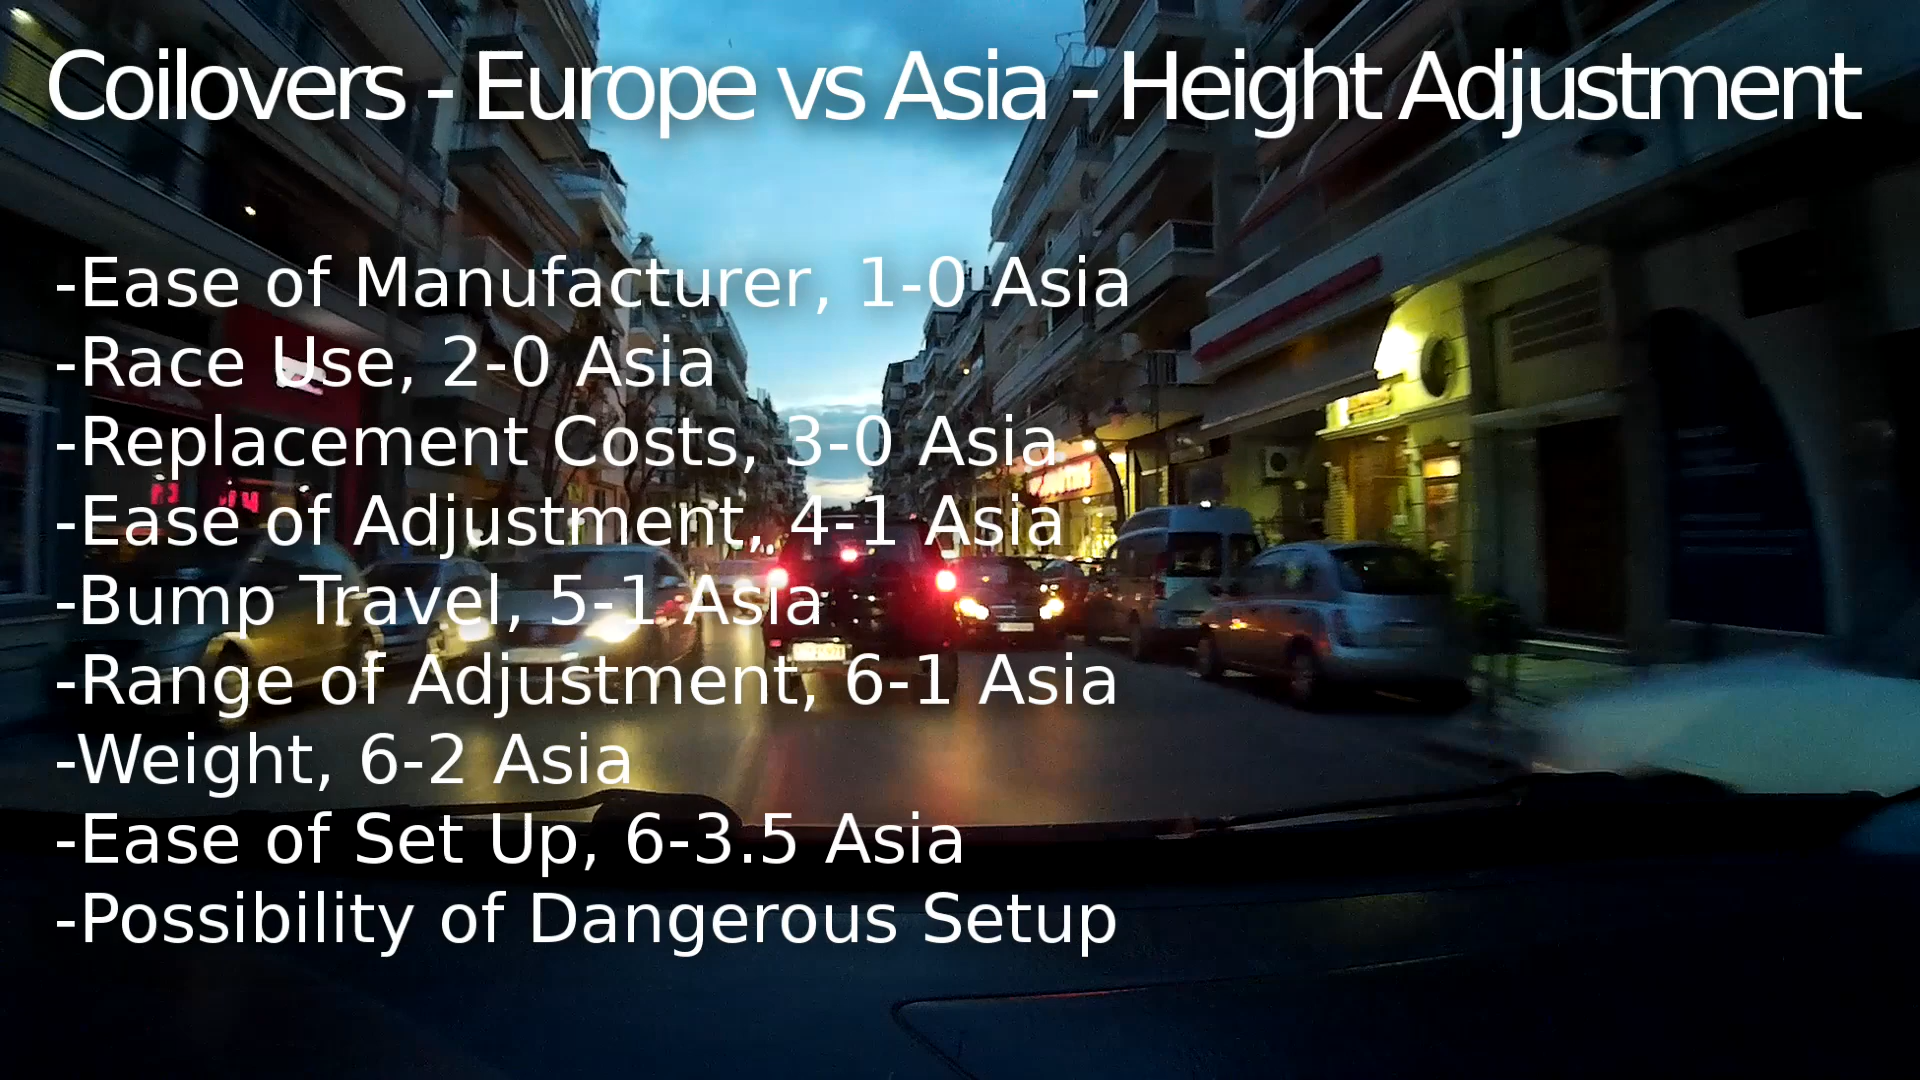 Coilovers - Europe vs Asia - Height Adjustment
-Ease of Manufacturer, 1-0 Asia
-Race Use, 2-0 Asia
-Replacement Costs, 3-0 Asia
-Ease of Adjustment, 4-1 Asia
-Bump Travel, 5-1 Asia
-Range of Adjustment, 6-1 Asia
-Weight, 6-2 Asia
-Ease of Set Up, 6-3.5 Asia
-Possibility of Dangerous Setup